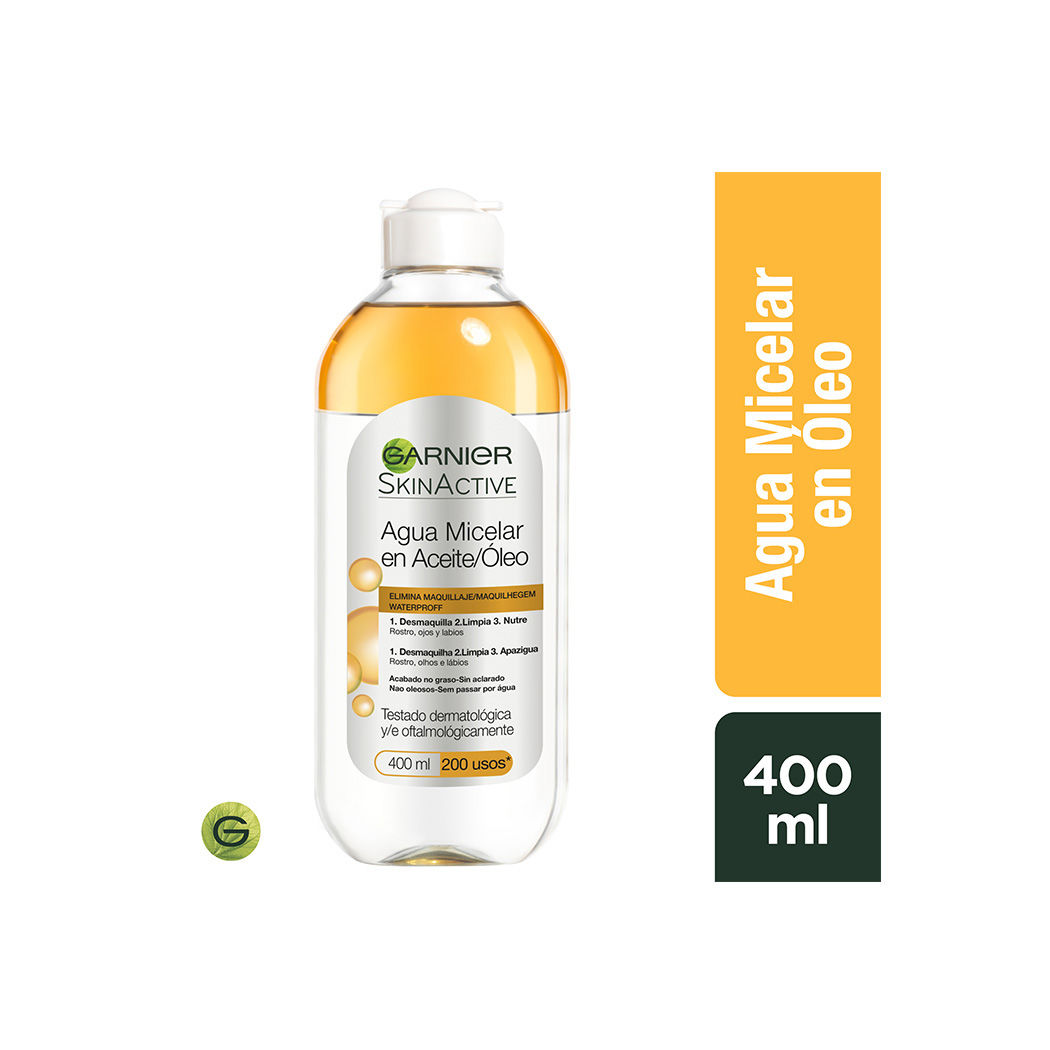 GARNIER
SKINACTIVE
Agua Micelar
en Aceite/Óleo
ELIMINA MAQUILLAJE/MAQUILHEGEM
WATERPROFF
1. Desmaquilla 2.Limpia 3. Nutre
Rostro, ojos y labios
1. Desmaquilha 2.Limpia 3. Apazigua
Rostro, olhos e lábios
Acabado no graso-Sin aclarado
Nao oleosos-Sem passar por água
Testado dermatológica
y/e oftalmológicamente
400 ml 200 usos*
G
Agua Micelar
en Óleo
400
ml